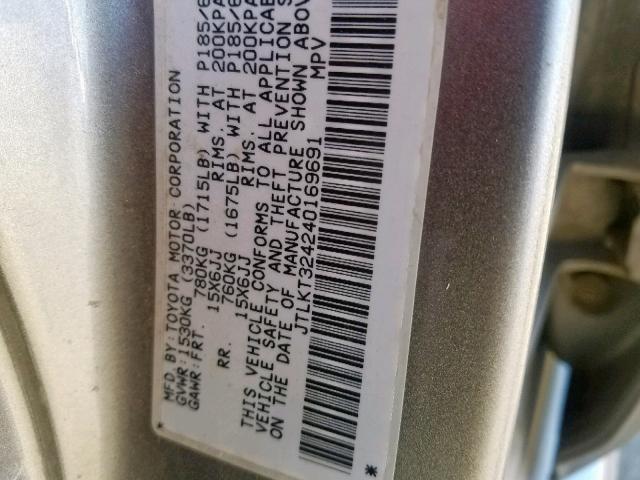 MFD. BY: TOYOTA MOTOR CORPORATION
GVWR: 1530KG (3370LB)
GAWR: FRT. 780KG (1715LB) WITH P185/6
15X6JJ RIMS. AT 200KPA
RR. 760KG (1675LB) WITH P185/6
15X6JJ RIMS. AT 200KPA
THIS VEHICLE CONFORMS TO ALL APPLICAB
VEHICLE SAFETY AND THEFT PREVENTION S
ON THE DATE OF MANUFACTURE SHOWN ABOV
JTLKT324240169691 MPV